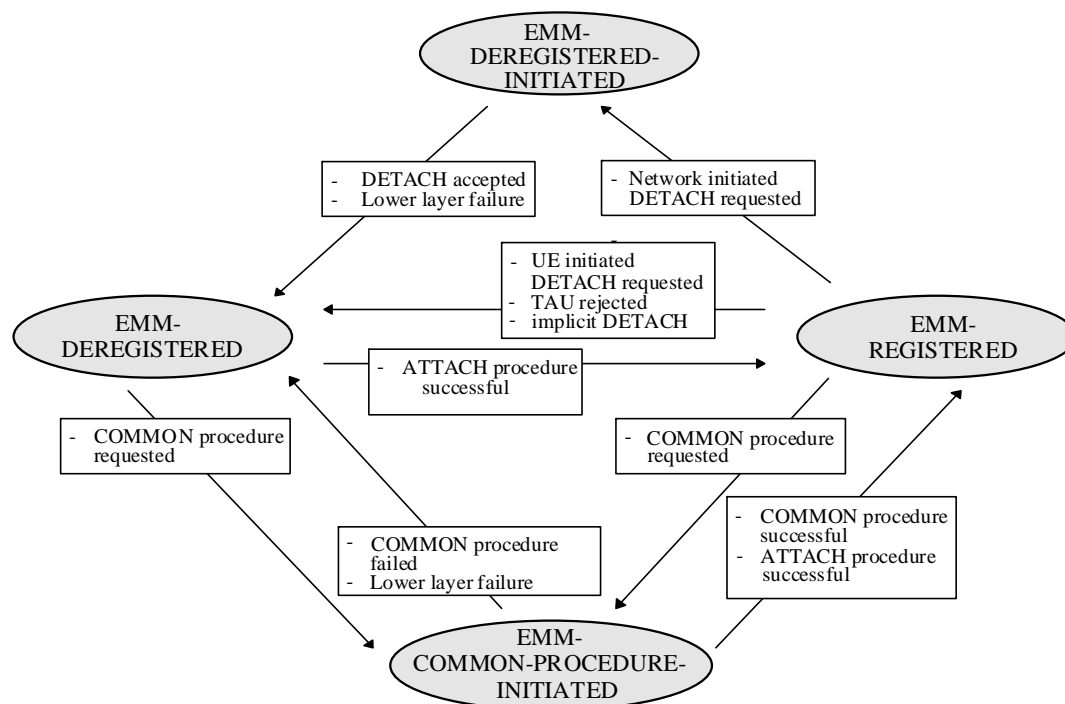 EMM-
DEREGISTERED-
INITIATED
- DETACH accepted
- Lower layer failure
- Network initiated
DETACH requested
- UE initiated
DETACH requested
- TAU rejected
- implicit DETACH
EMM-
DEREGISTERED
EMM-
REGISTERED
- ATTACH procedure
successful
- COMMON procedure
requested
- COMMON procedure
requested
- COMMON procedure
failed
- Lower layer failure
- COMMON procedure
successful
- ATTACH procedure
successful
EMM-
COMMON-PROCEDURE-
INITIATED